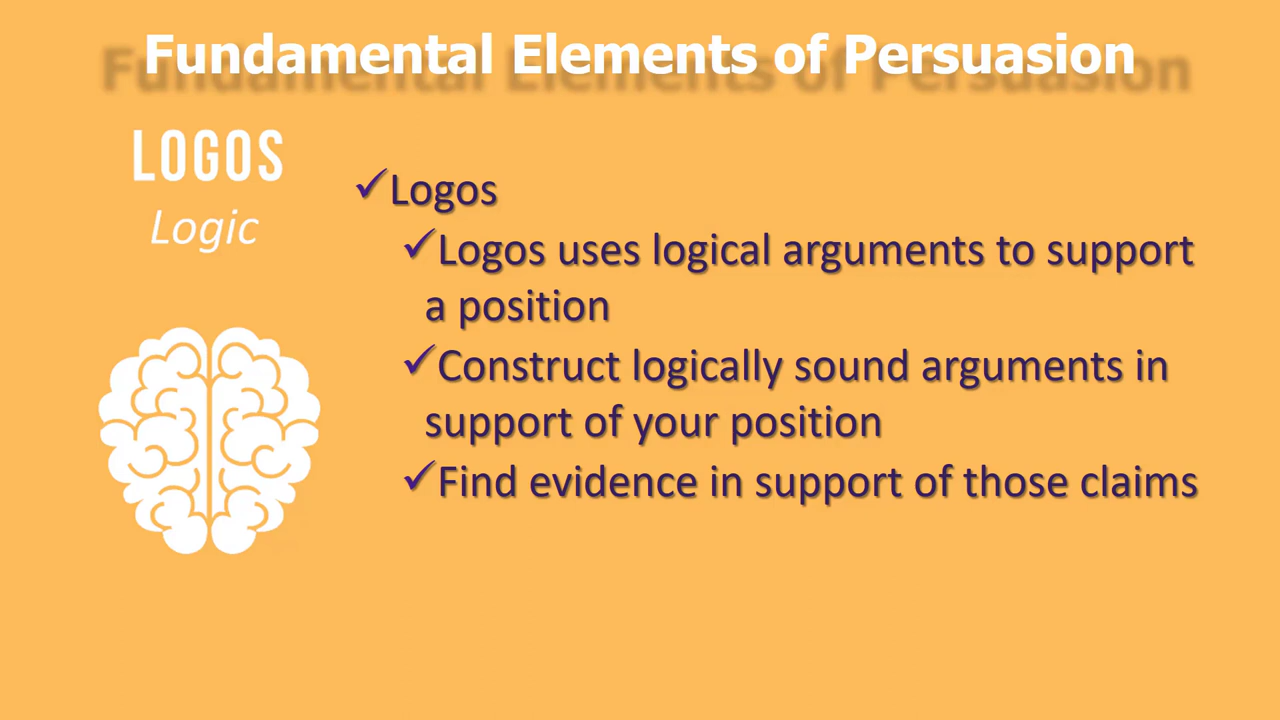 Fundamental Elements of Persuasion
LOGOS
Logic
✓Logos
✓Logos uses logical arguments to support
a position
✓Construct logically sound arguments in
support of your position
✓Find evidence in support of those claims